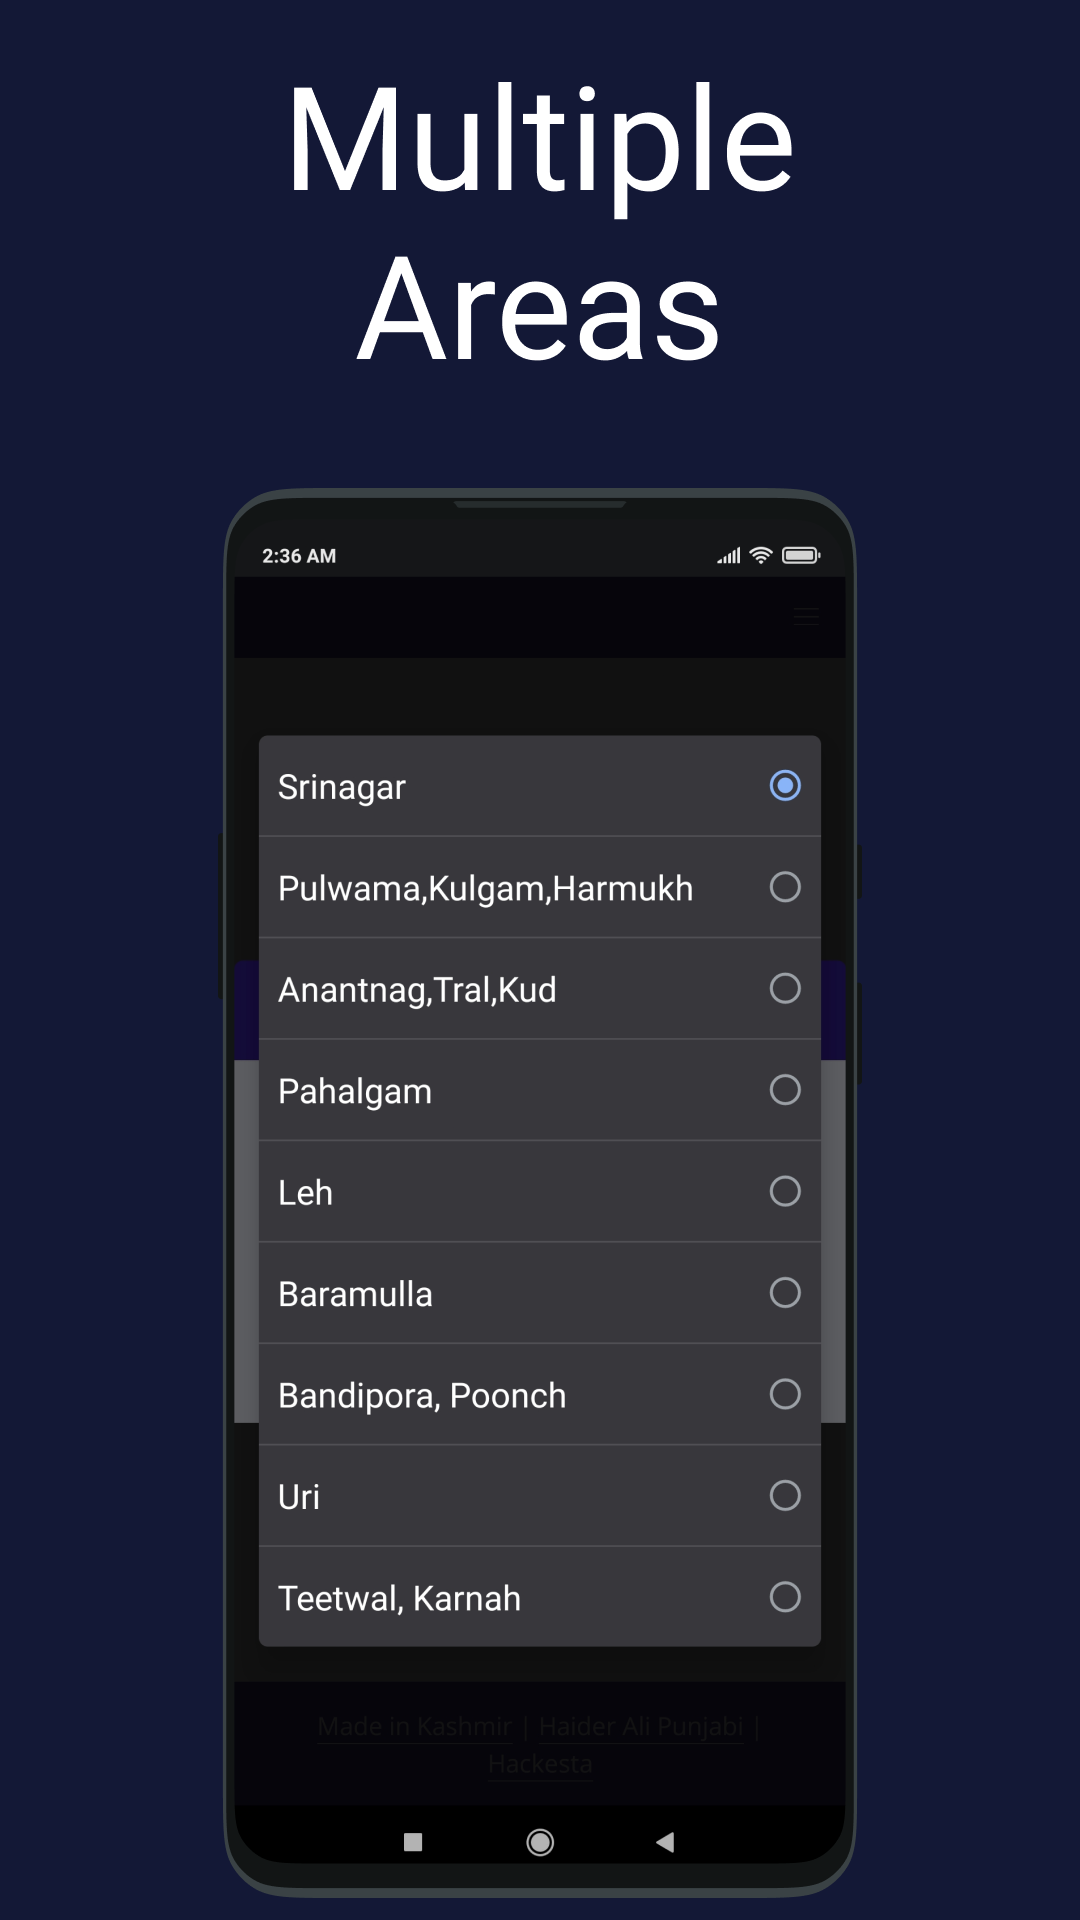 Multiple
Areas
2:36 AM
Srinagar
Pulwama,Kulgam,Harmukh
Anantnag,Tral,Kud
Pahalgam
Leh
Baramulla
Bandipora, Poonch
Uri
Teetwal, Karnah
Made in Kashmir | Haider Ali Punjabi |
Hackesta